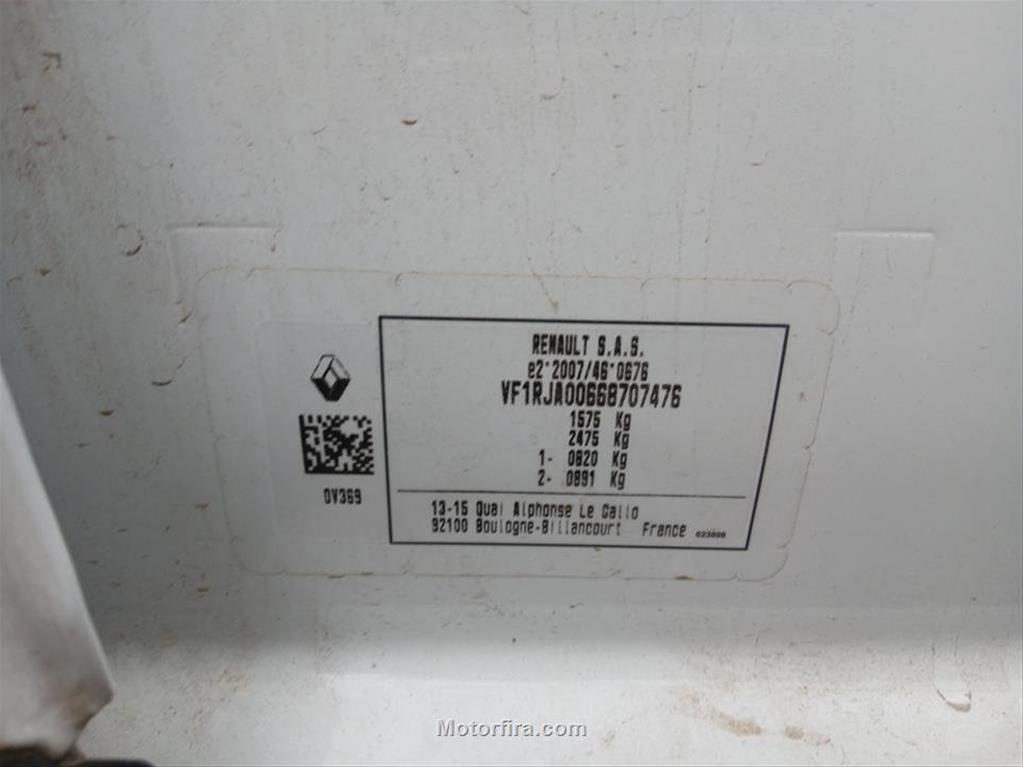 RENAULT S.A.S.
e2*2007/46*0676
VF1RJA00668707476
1575 Kg
2475 Kg
1- 0820 Kg
2- 0891 Kg
0V369
13-15 Quai Alphonse Le Gallo
92100 Boulogne-Billancourt France
Motorfira.com